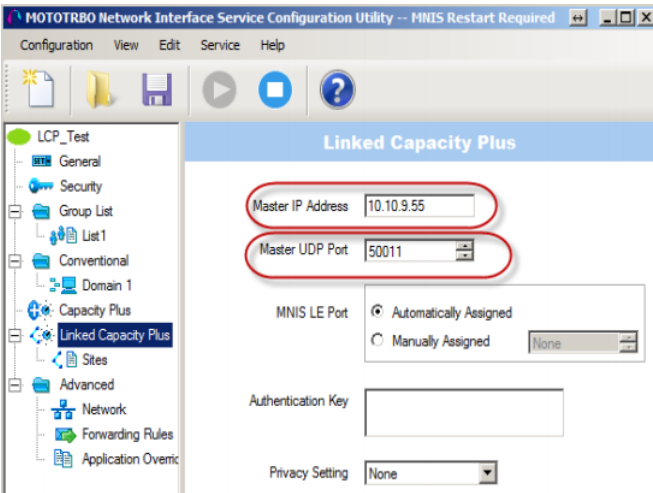 MOTOTRBO Network Interface Service Configuration Utility -- MNIS Restart Required
Configuration View Edit Service Help
LCP_Test
SET General
Security
Group List
List1
Conventional
Domain 1
Capacity Plus
Linked Capacity Plus
Sites
Advanced
Network
Forwarding Rules
Application Overric
Linked Capacity Plus
Master IP Address 10.10.9.55
Master UDP Port 50011
MNIS LE Port Automatically Assigned
Manually Assigned None
Authentication Key
Privacy Setting None